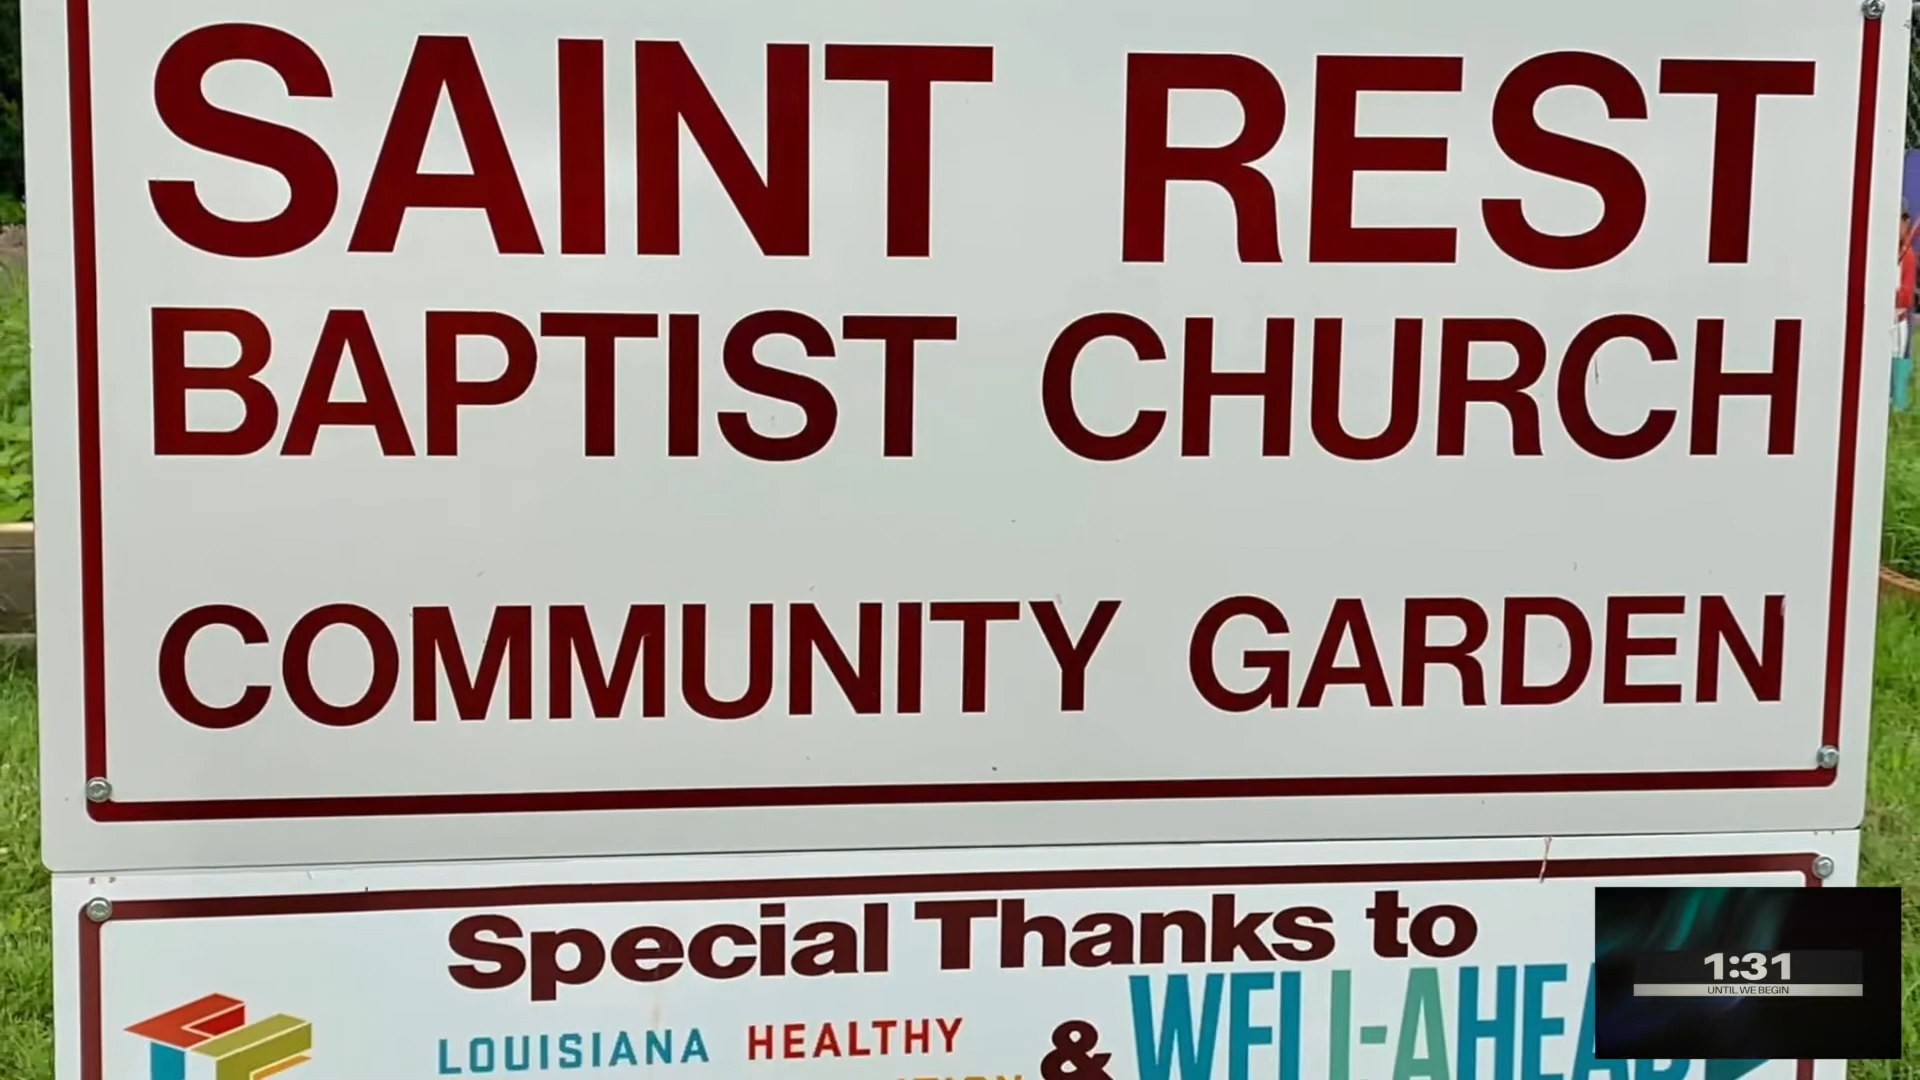 SAINT REST
BAPTIST CHURCH
COMMUNITY GARDEN
Special Thanks to
LOUISIANA HEALTHY
&
1:31
UNTIL WE BEGIN